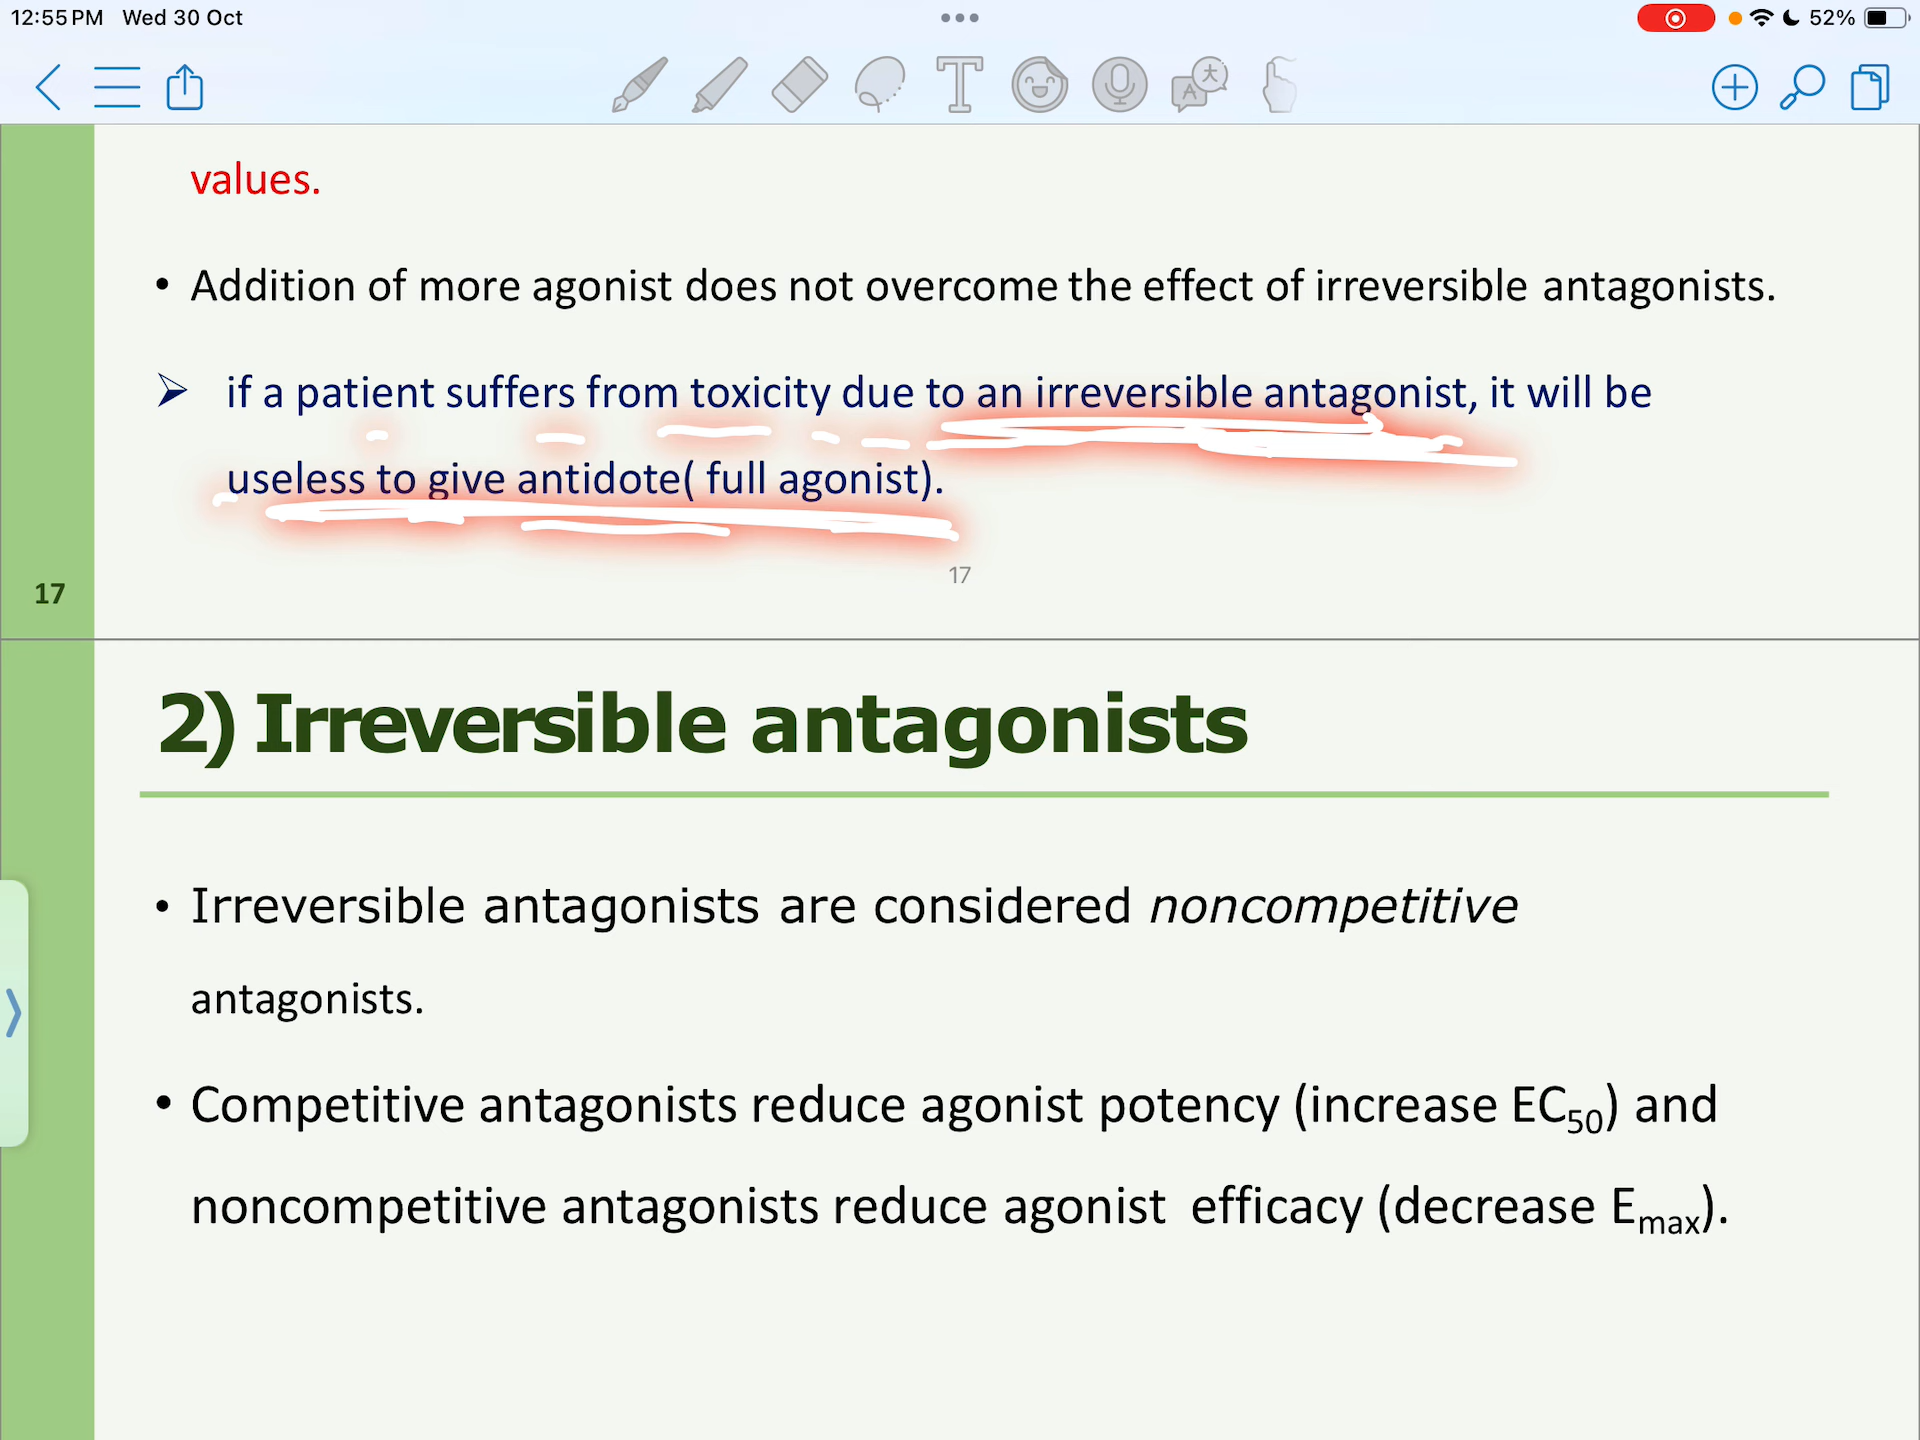 12:55 PM Wed 30 Oct
52%
values.
• Addition of more agonist does not overcome the effect of irreversible antagonists.
➢ if a patient suffers from toxicity due to an irreversible antagonist, it will be
useless to give antidote( full agonist).
17
17
2) Irreversible antagonists
• Irreversible antagonists are considered noncompetitive
antagonists.
• Competitive antagonists reduce agonist potency (increase EC50) and
noncompetitive antagonists reduce agonist efficacy (decrease Emax).